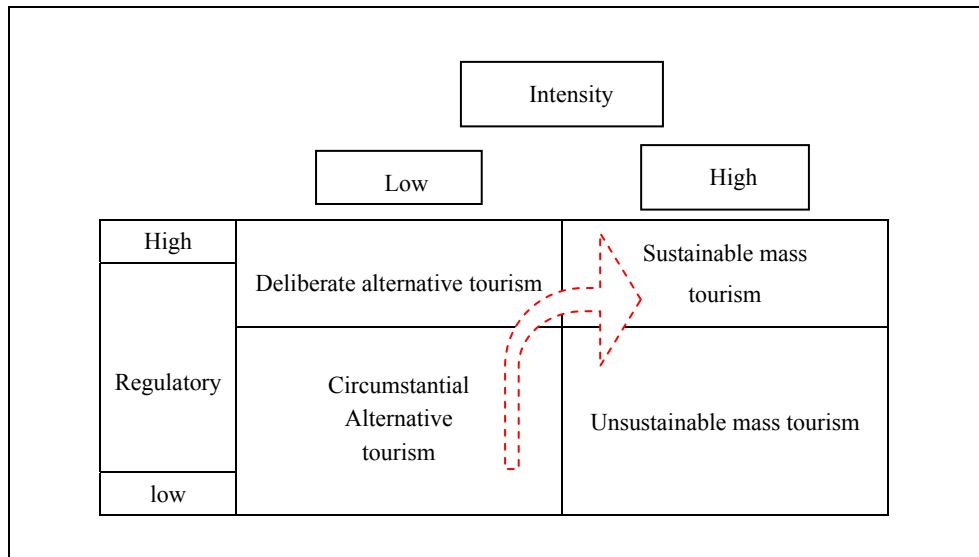 Intensity
Low
High
High
Deliberate alternative tourism
Sustainable mass
tourism
Regulatory
Circumstantial
Alternative
tourism
Unsustainable mass tourism
low